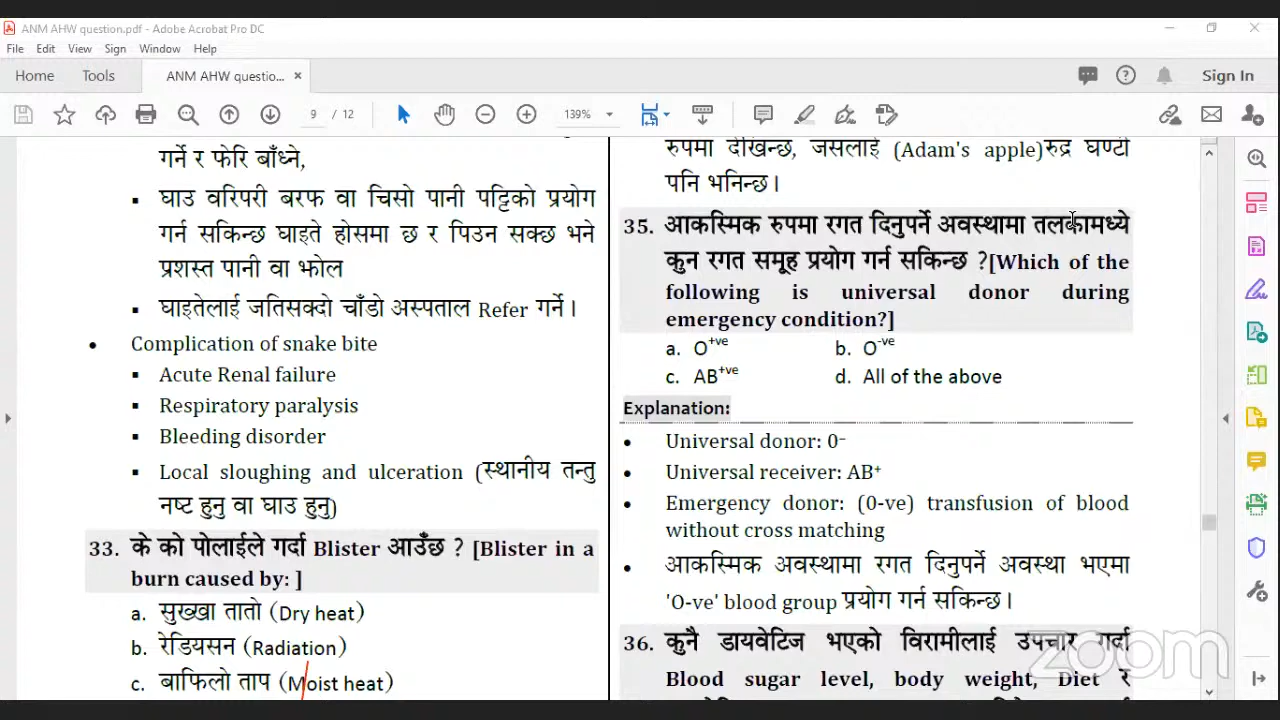 ANM AHW question.pdf - Adobe Acrobat Pro DC
File Edit View Sign Window Help
Home Tools ANM AHW questio... × Sign In
9 / 12 139%
गर्ने र फेरि बाँध्ने,
▪ घाउ वरिपरी बरफ वा चिसो पानी पट्टिको प्रयोग
गर्न सकिन्छ घाइते होसमा छ र पिउन सक्छ भने
प्रशस्त पानी वा झोल
▪ घाइतेलाई जतिसक्दो चाँडो अस्पताल Refer गर्ने।
• Complication of snake bite
▪ Acute Renal failure
▪ Respiratory paralysis
▪ Bleeding disorder
▪ Local sloughing and ulceration (स्थानीय तन्तु
नष्ट हुनु वा घाउ हुनु)
33. के को पोलाईले गर्दा Blister आउँछ ? [Blister in a
burn caused by: ]
a. सुख्खा तातो (Dry heat)
b. रेडियसन (Radiation)
c. बाफिलो ताप (Moist heat)
रुपमा देखिन्छ, जसलाई (Adam's apple)रुद्र घण्टी
पनि भनिन्छ।
35. आकस्मिक रुपमा रगत दिनुपर्ने अवस्थामा तलकामध्ये
कुन रगत समूह प्रयोग गर्न सकिन्छ ?[Which of the
following is universal donor during
emergency condition?]
a. O+ve b. O-ve
c. AB+ve d. All of the above
Explanation:
• Universal donor: 0−
• Universal receiver: AB+
• Emergency donor: (0-ve) transfusion of blood
without cross matching
• आकस्मिक अवस्थामा रगत दिनुपर्ने अवस्था भएमा
'O-ve' blood group प्रयोग गर्न सकिन्छ।
36. कुनै डायवेटिज भएको विरामीलाई उपचार गर्दा
Blood sugar level, body weight, Diet र
zoom